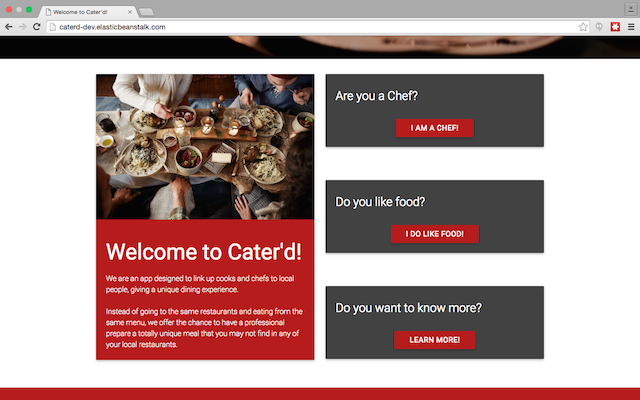 Welcome to Cater'd!
caterd-dev.elasticbeanstalk.com
Welcome to Cater'd!
We are an app designed to link up cooks and chefs to local
people, giving a unique dining experience.
Instead of going to the same restaurants and eating from the
same menu, we offer the chance to have a professional
prepare a totally unique meal that you may not find in any of
your local restaurants.
Are you a Chef?
I AM A CHEF!
Do you like food?
I DO LIKE FOOD!
Do you want to know more?
LEARN MORE!